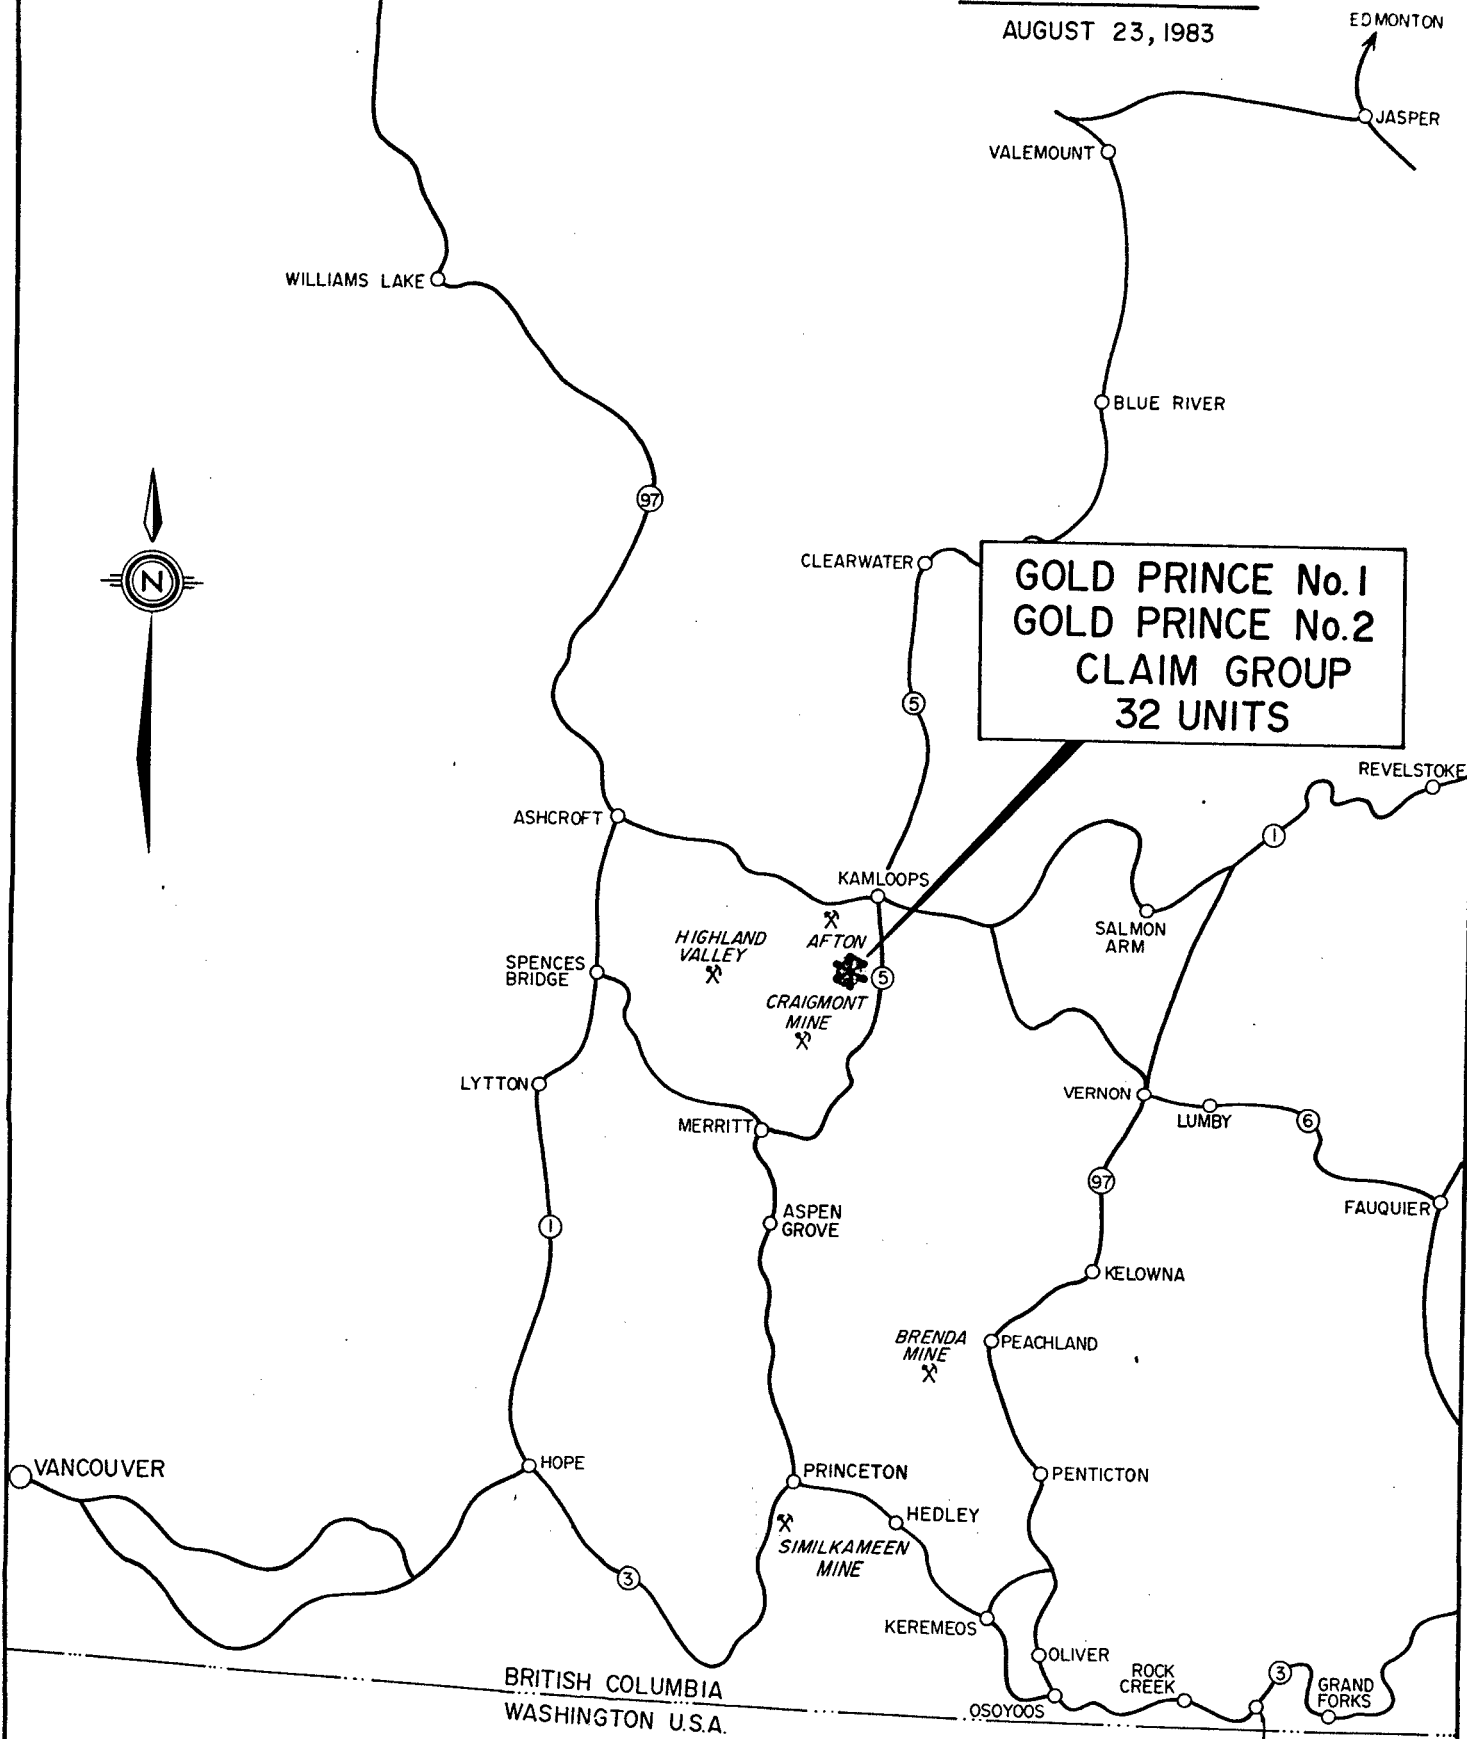 AUGUST 23, 1983
EDMONTON
JASPER
VALEMOUNT
WILLIAMS LAKE
BLUE RIVER
97
N
CLEARWATER
GOLD PRINCE No. 1
GOLD PRINCE No. 2
CLAIM GROUP
32 UNITS
5
REVELSTOKE
ASHCROFT
1
KAMLOOPS
AFTON
SALMON
ARM
HIGHLAND
VALLEY
SPENCES
BRIDGE
5
CRAIGMONT
MINE
LYTTON
VERNON
LUMBY
6
MERRITT
97
FAUQUIER
ASPEN
GROVE
1
KELOWNA
BRENDA
MINE
PEACHLAND
VANCOUVER
HOPE
PRINCETON
PENTICTON
HEDLEY
SIMILKAMEEN
MINE
3
KEREMEOS
OLIVER
ROCK
CREEK
3
GRAND
FORKS
OSOYOOS
BRITISH COLUMBIA
WASHINGTON U.S.A.